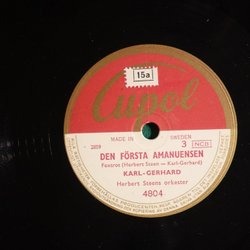 15a
Cupol
MADE IN SWEDEN
2809 3 NCB
DEN FÖRSTA AMANUENSEN
Foxtrot (Herbert Steen — Karl-Gerhard)
KARL-GERHARD
Herbert Steens orkester
4804